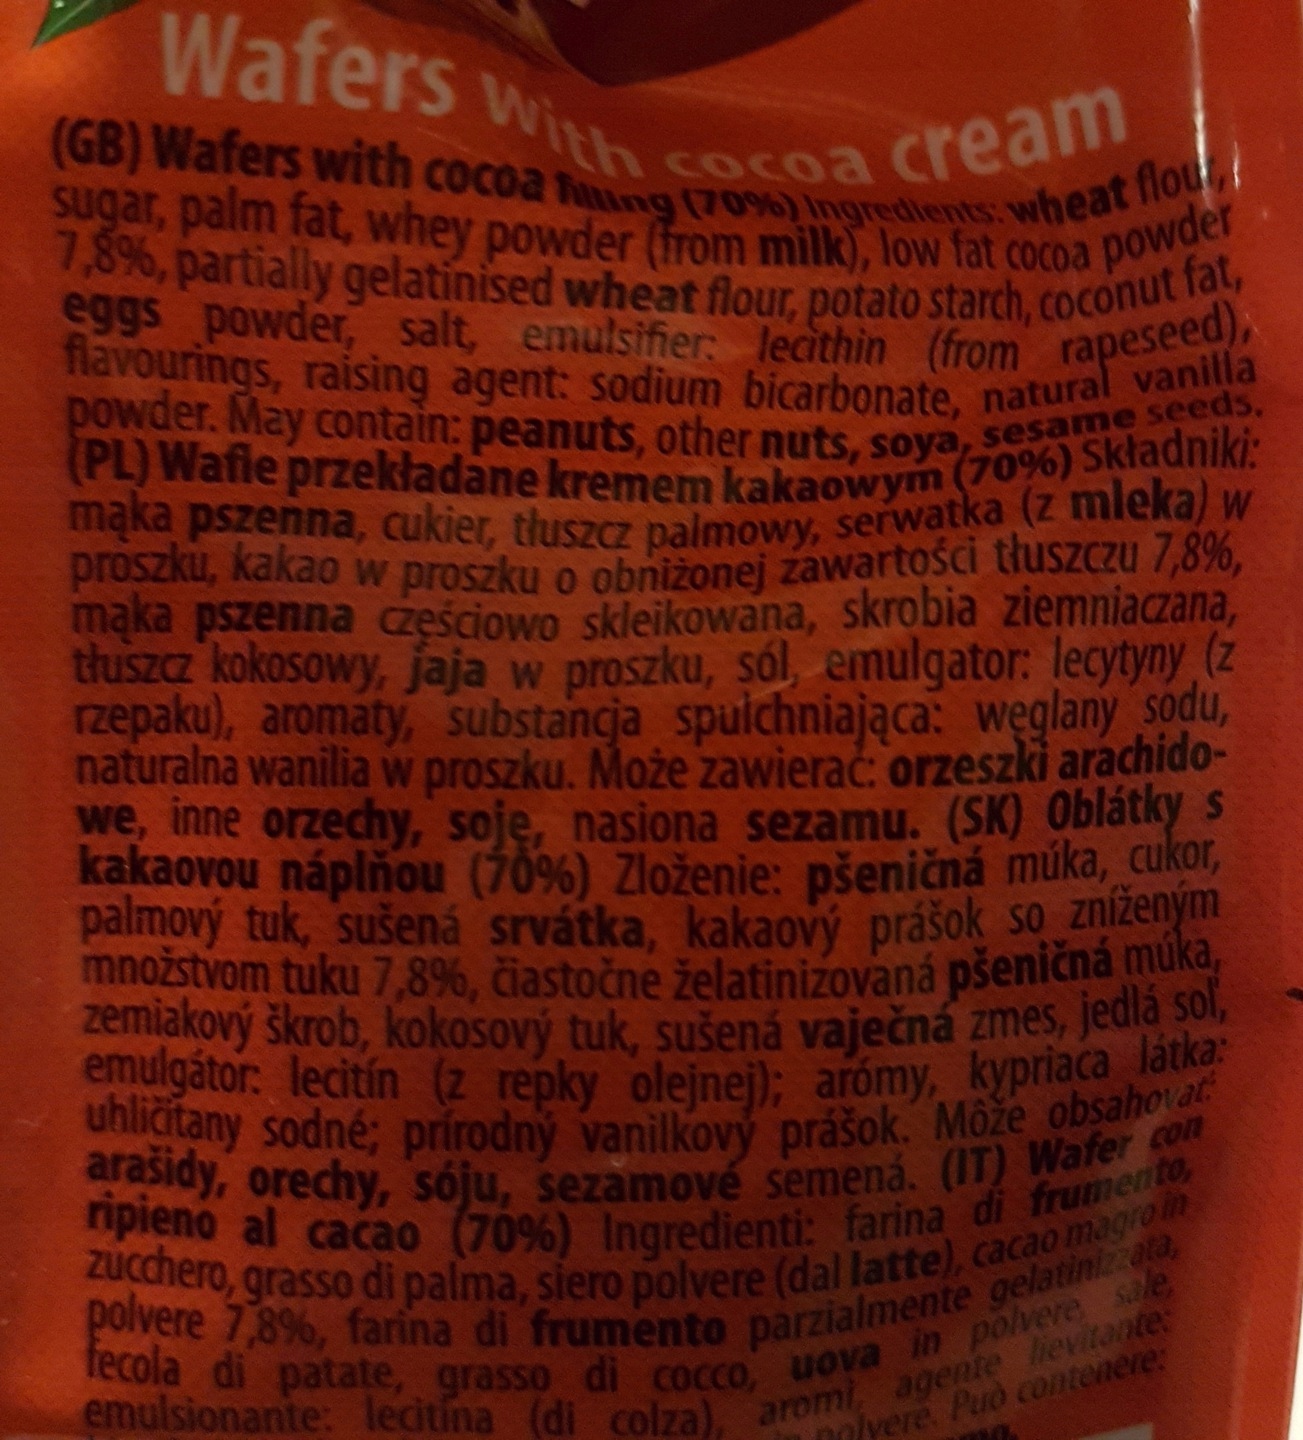 Wafers with cocoa cream
(GB) Wafers with cocoa filling (70%) Ingredients: wheat flour,
sugar, palm fat, whey powder (from milk), low fat cocoa powder
7,8%, partially gelatinised wheat flour, potato starch, coconut fat,
eggs powder, salt, emulsifier: lecithin (from rapeseed),
flavourings, raising agent: sodium bicarbonate, natural vanilla
powder. May contain: peanuts, other nuts, soya, sesame seeds.
(PL) Wafle przekładane kremem kakaowym (70%) Składniki:
mąka pszenna, cukier, tłuszcz palmowy, serwatka (z mleka) w
proszku, kakao w proszku o obniżonej zawartości tłuszczu 7,8%,
mąka pszenna częściowo skleikowana, skrobia ziemniaczana,
tłuszcz kokosowy, jaja w proszku, sól, emulgator: lecytyny (z
rzepaku), aromaty, substancja spulchniająca: węglany sodu,
naturalna wanilia w proszku. Może zawierać: orzeszki arachido-
we, inne orzechy, soję, nasiona sezamu. (SK) Oblátky s
kakaovou náplňou (70%) Zloženie: pšeničná múka, cukor,
palmový tuk, sušená srvátka, kakaový prášok so zníženým
množstvom tuku 7,8%, čiastočne želatinizovaná pšeničná múka,
zemiakový škrob, kokosový tuk, sušená vaječná zmes, jedlá soľ,
emulgátor: lecitín (z repky olejnej); arómy, kypriaca látka:
uhličitany sodné; prírodný vanilkový prášok. Môže obsahovať:
arašidy, orechy, sóju, sezamové semená. (IT) Wafer con
ripieno al cacao (70%) Ingredienti: farina di frumento,
zucchero, grasso di palma, siero polvere (dal latte), cacao magro in
polvere 7,8%, farina di frumento parzialmente gelatinizzata,
fecola di patate, grasso di cocco, uova in polvere, sale,
emulsionante: lecitina (di colza), aromi, agente lievitante:
in polvere. Può contenere: